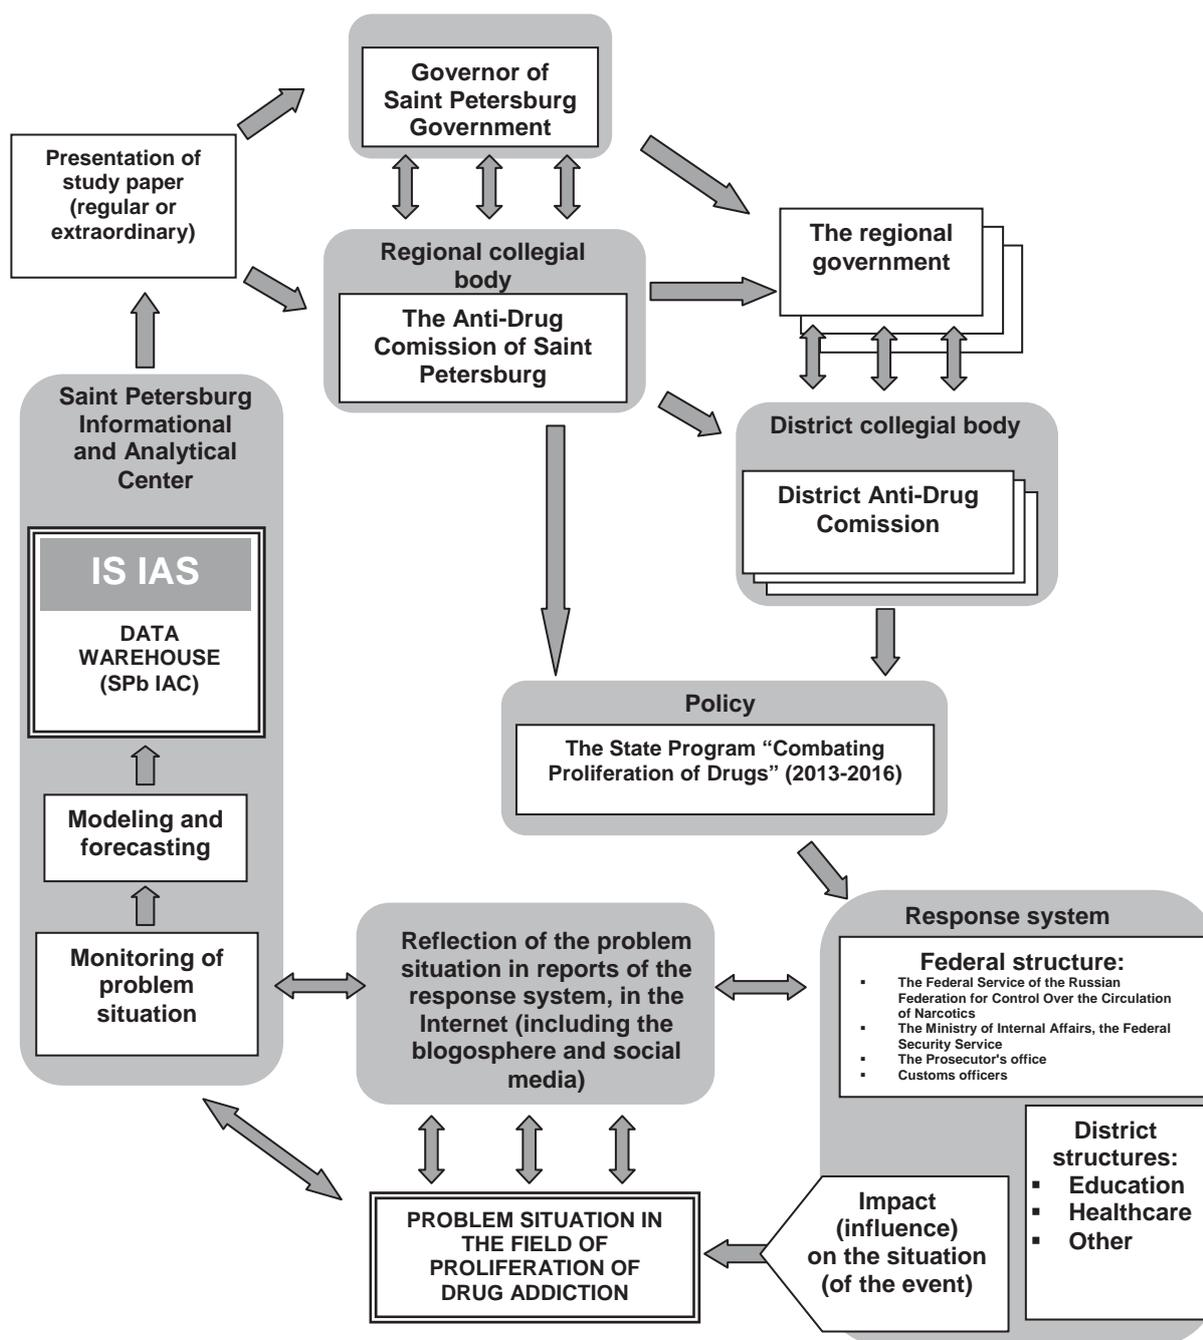 Governor of
Saint Petersburg
Government
Presentation of
study paper
(regular or
extraordinary)
The regional
government
Regional collegial
body
The Anti-Drug
Comission of Saint
Petersburg
Saint Petersburg
Informational
and Analytical
Center
District collegial body
District Anti-Drug
Comission
IS IAS
DATA
WAREHOUSE
(SPb IAC)
Policy
The State Program “Combating
Proliferation of Drugs” (2013-2016)
Modeling and
forecasting
Monitoring of
problem
situation
Reflection of the problem
situation in reports of the
response system, in the
Internet (including the
blogosphere and social
media)
Response system
Federal structure:
▪ The Federal Service of the Russian
Federation for Control Over the Circulation
of Narcotics
▪ The Ministry of Internal Affairs, the Federal
Security Service
▪ The Prosecutor's office
▪ Customs officers
District
structures:
▪ Education
▪ Healthcare
▪ Other
Impact
(influence)
on the situation
(of the event)
PROBLEM SITUATION IN
THE FIELD OF
PROLIFERATION OF
DRUG ADDICTION